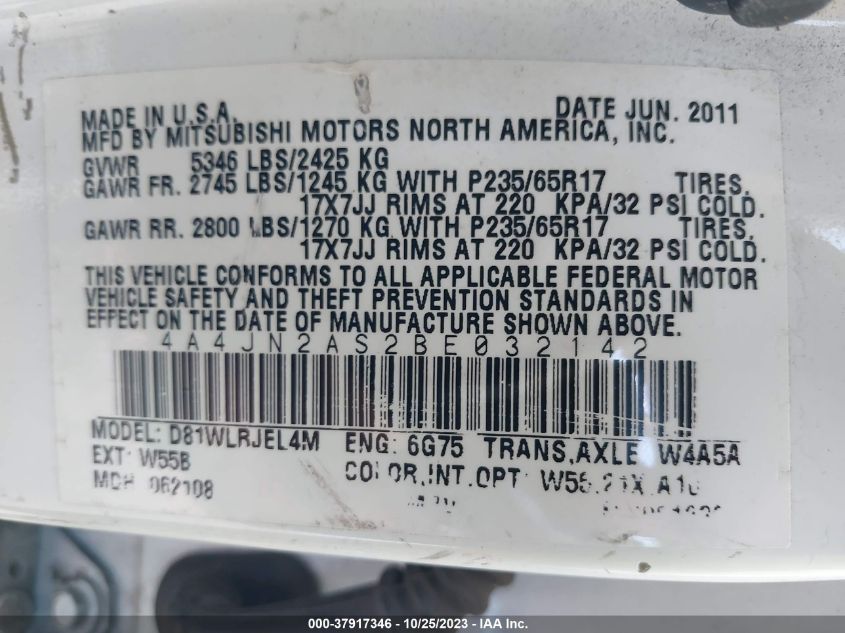 MADE IN U.S.A. DATE JUN. 2011
MFD BY MITSUBISHI MOTORS NORTH AMERICA, INC.
GVWR 5346 LBS/2425 KG
GAWR FR. 2745 LBS/1245 KG WITH P235/65R17 TIRES,
17X7JJ RIMS AT 220 KPA/32 PSI COLD.
GAWR RR. 2800 LBS/1270 KG WITH P235/65R17 TIRES,
17X7JJ RIMS AT 220 KPA/32 PSI COLD.
THIS VEHICLE CONFORMS TO ALL APPLICABLE FEDERAL MOTOR
VEHICLE SAFETY AND THEFT PREVENTION STANDARDS IN
EFFECT ON THE DATE OF MANUFACTURE SHOWN ABOVE.
4A4JN2AS2BE032142
MODEL: D81WLRJEL4M ENG: 6G75 TRANS,AXLE W4A5A
EXT: W55B COLOR,INT,OPT:
MDH 062108
000-37917346 - 10/25/2023 - IAA Inc.